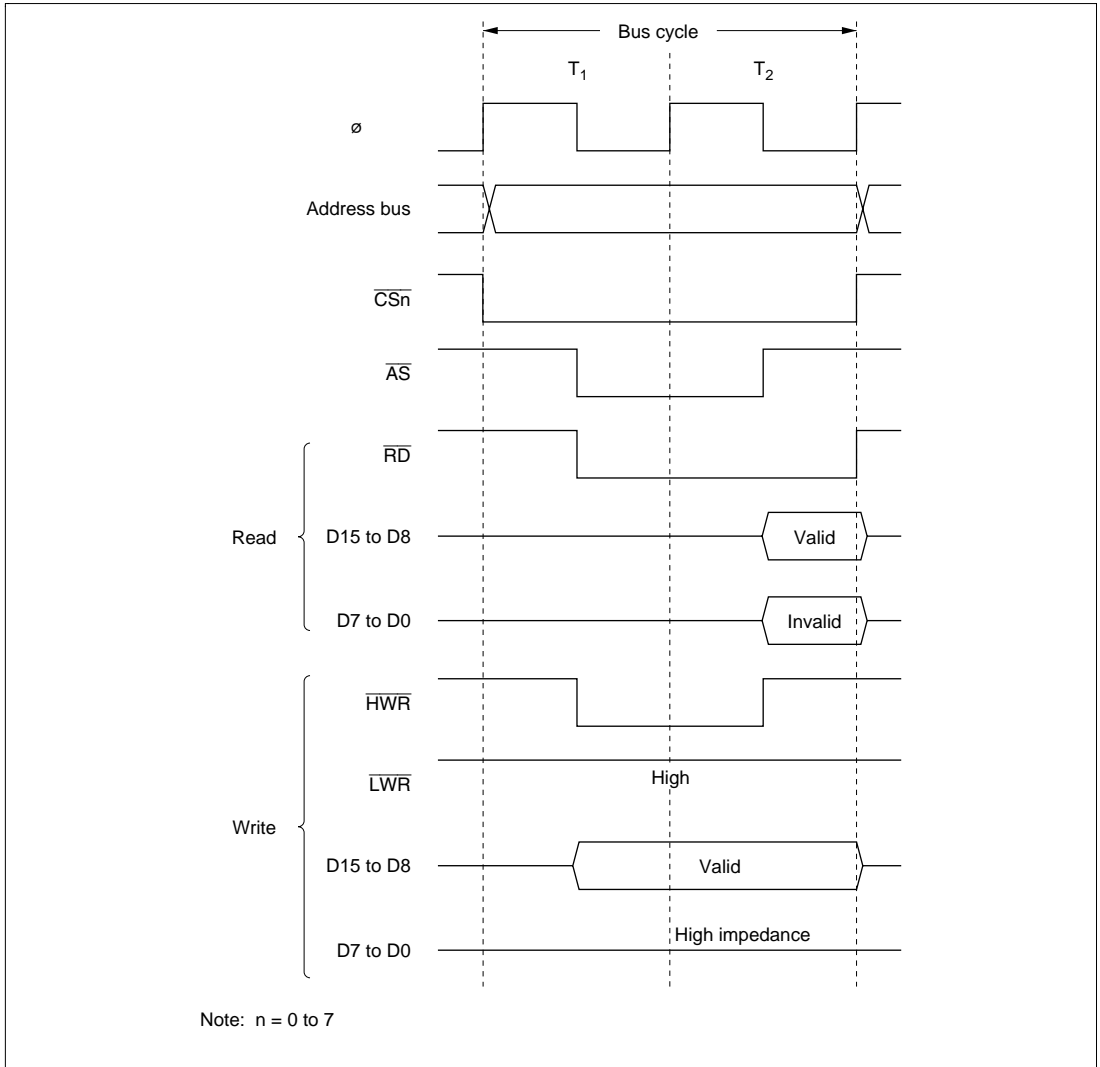 Bus cycle
T1 T2
ø
Address bus
CSn
AS
RD
Read D15 to D8 Valid
D7 to D0 Invalid
HWR
LWR High
Write
D15 to D8 Valid
D7 to D0 High impedance
Note: n = 0 to 7